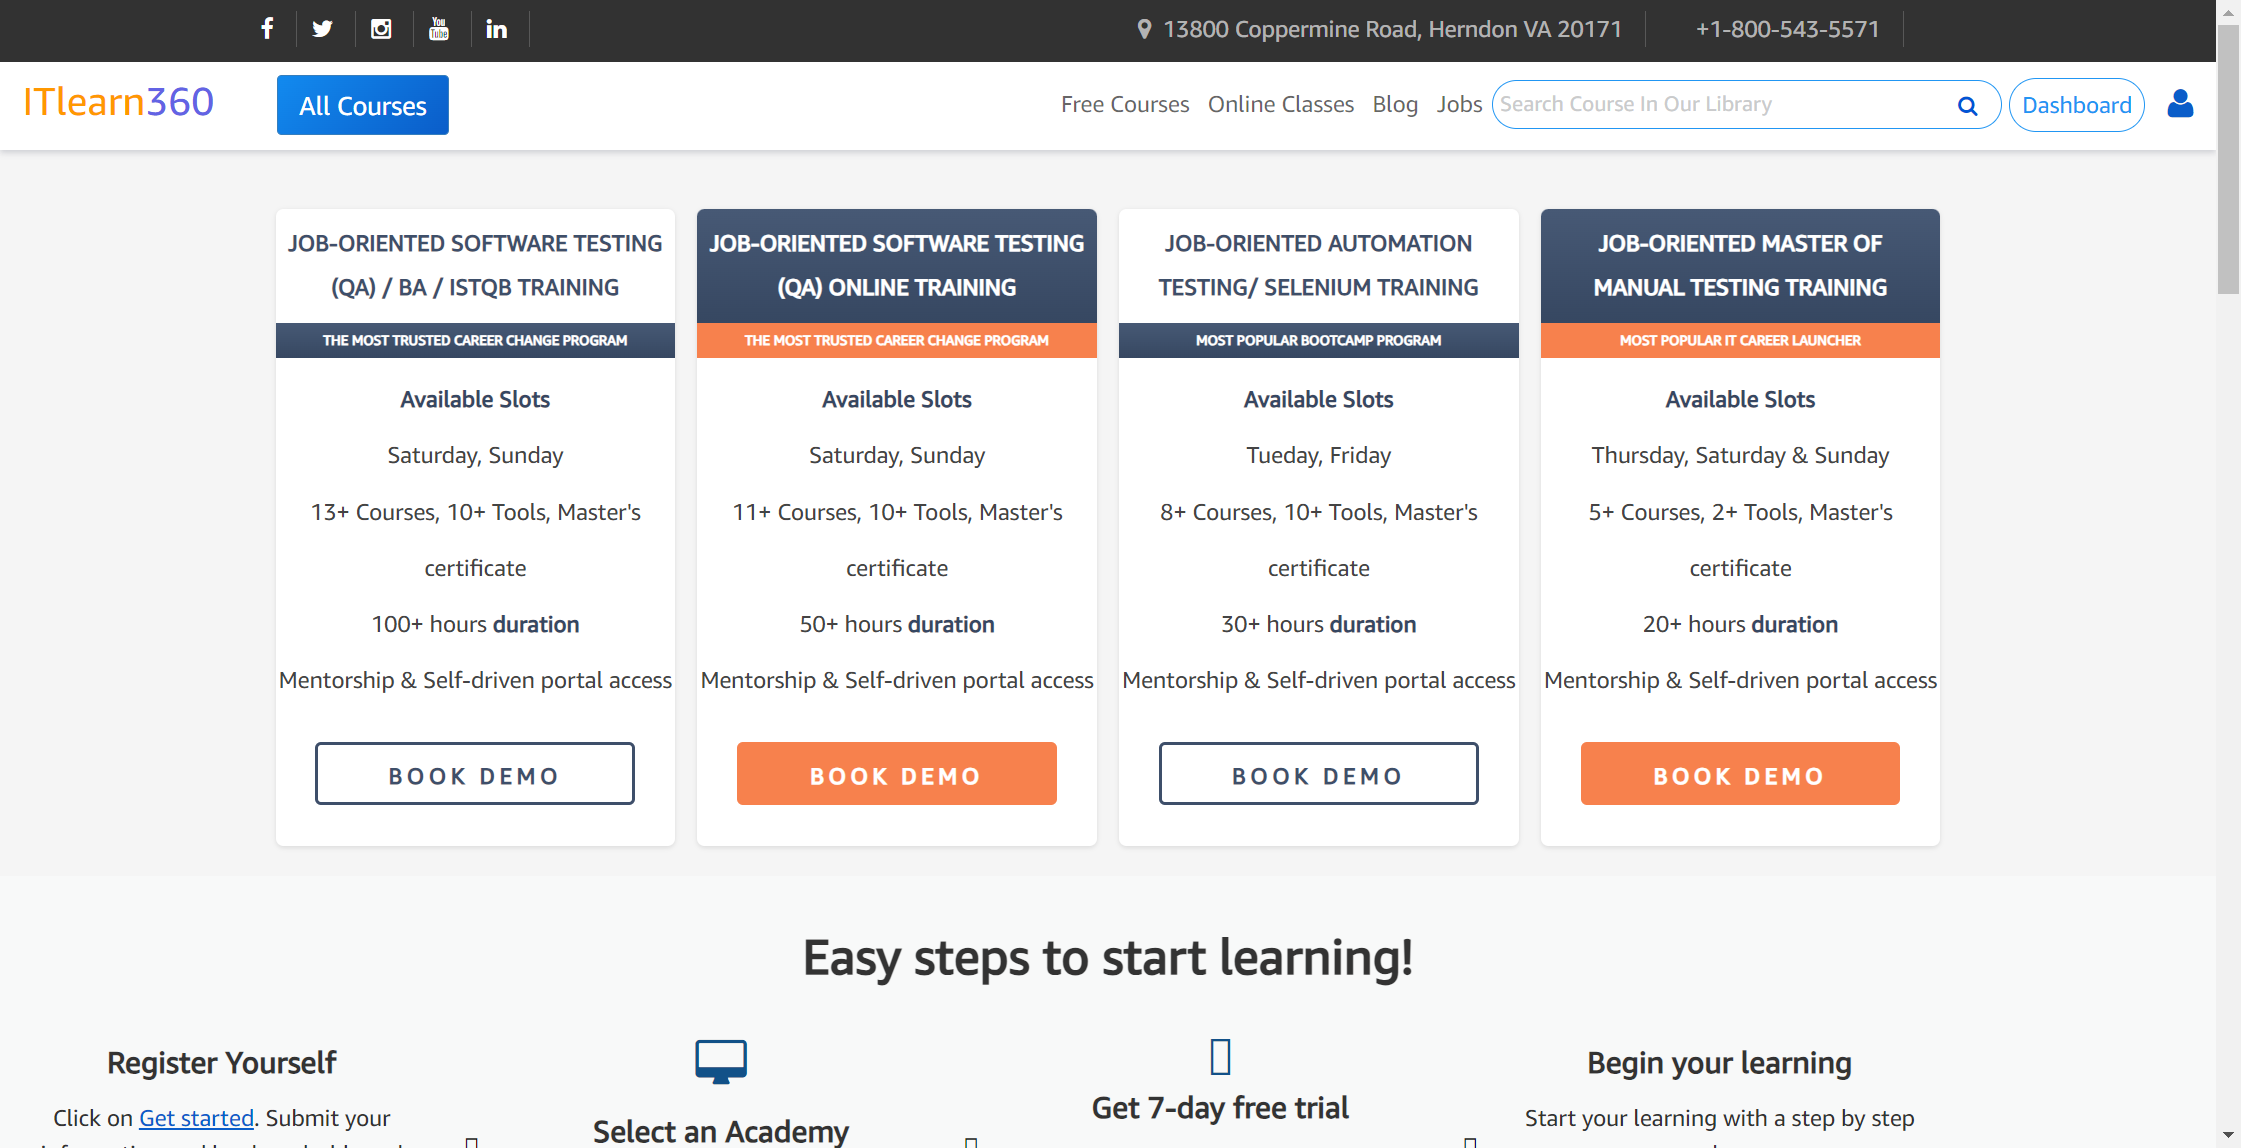 13800 Coppermine Road, Herndon VA 20171
+1-800-543-5571
ITlearn360
All Courses
Free Courses
Online Classes
Blog
Jobs
Search Course In Our Library
Dashboard
JOB-ORIENTED SOFTWARE TESTING
(QA) / BA / ISTQB TRAINING
THE MOST TRUSTED CAREER CHANGE PROGRAM
Available Slots
Saturday, Sunday
13+ Courses, 10+ Tools, Master's
certificate
100+ hours duration
Mentorship & Self-driven portal access
BOOK DEMO
JOB-ORIENTED SOFTWARE TESTING
(QA) ONLINE TRAINING
THE MOST TRUSTED CAREER CHANGE PROGRAM
Available Slots
Saturday, Sunday
11+ Courses, 10+ Tools, Master's
certificate
50+ hours duration
Mentorship & Self-driven portal access
BOOK DEMO
JOB-ORIENTED AUTOMATION
TESTING/ SELENIUM TRAINING
MOST POPULAR BOOTCAMP PROGRAM
Available Slots
Tueday, Friday
8+ Courses, 10+ Tools, Master's
certificate
30+ hours duration
Mentorship & Self-driven portal access
BOOK DEMO
JOB-ORIENTED MASTER OF
MANUAL TESTING TRAINING
MOST POPULAR IT CAREER LAUNCHER
Available Slots
Thursday, Saturday & Sunday
5+ Courses, 2+ Tools, Master's
certificate
20+ hours duration
Mentorship & Self-driven portal access
BOOK DEMO
Easy steps to start learning!
Register Yourself
Click on Get started. Submit your
Select an Academy
Get 7-day free trial
Begin your learning
Start your learning with a step by step